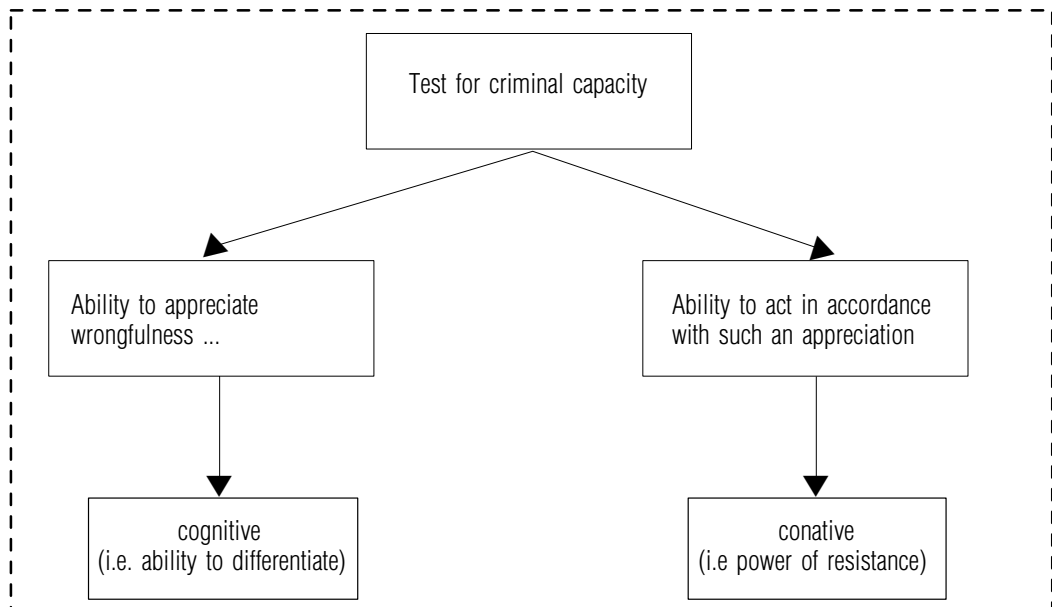 Test for criminal capacity
Ability to appreciate
wrongfulness ...
Ability to act in accordance
with such an appreciation
cognitive
(i.e. ability to differentiate)
conative
(i.e power of resistance)